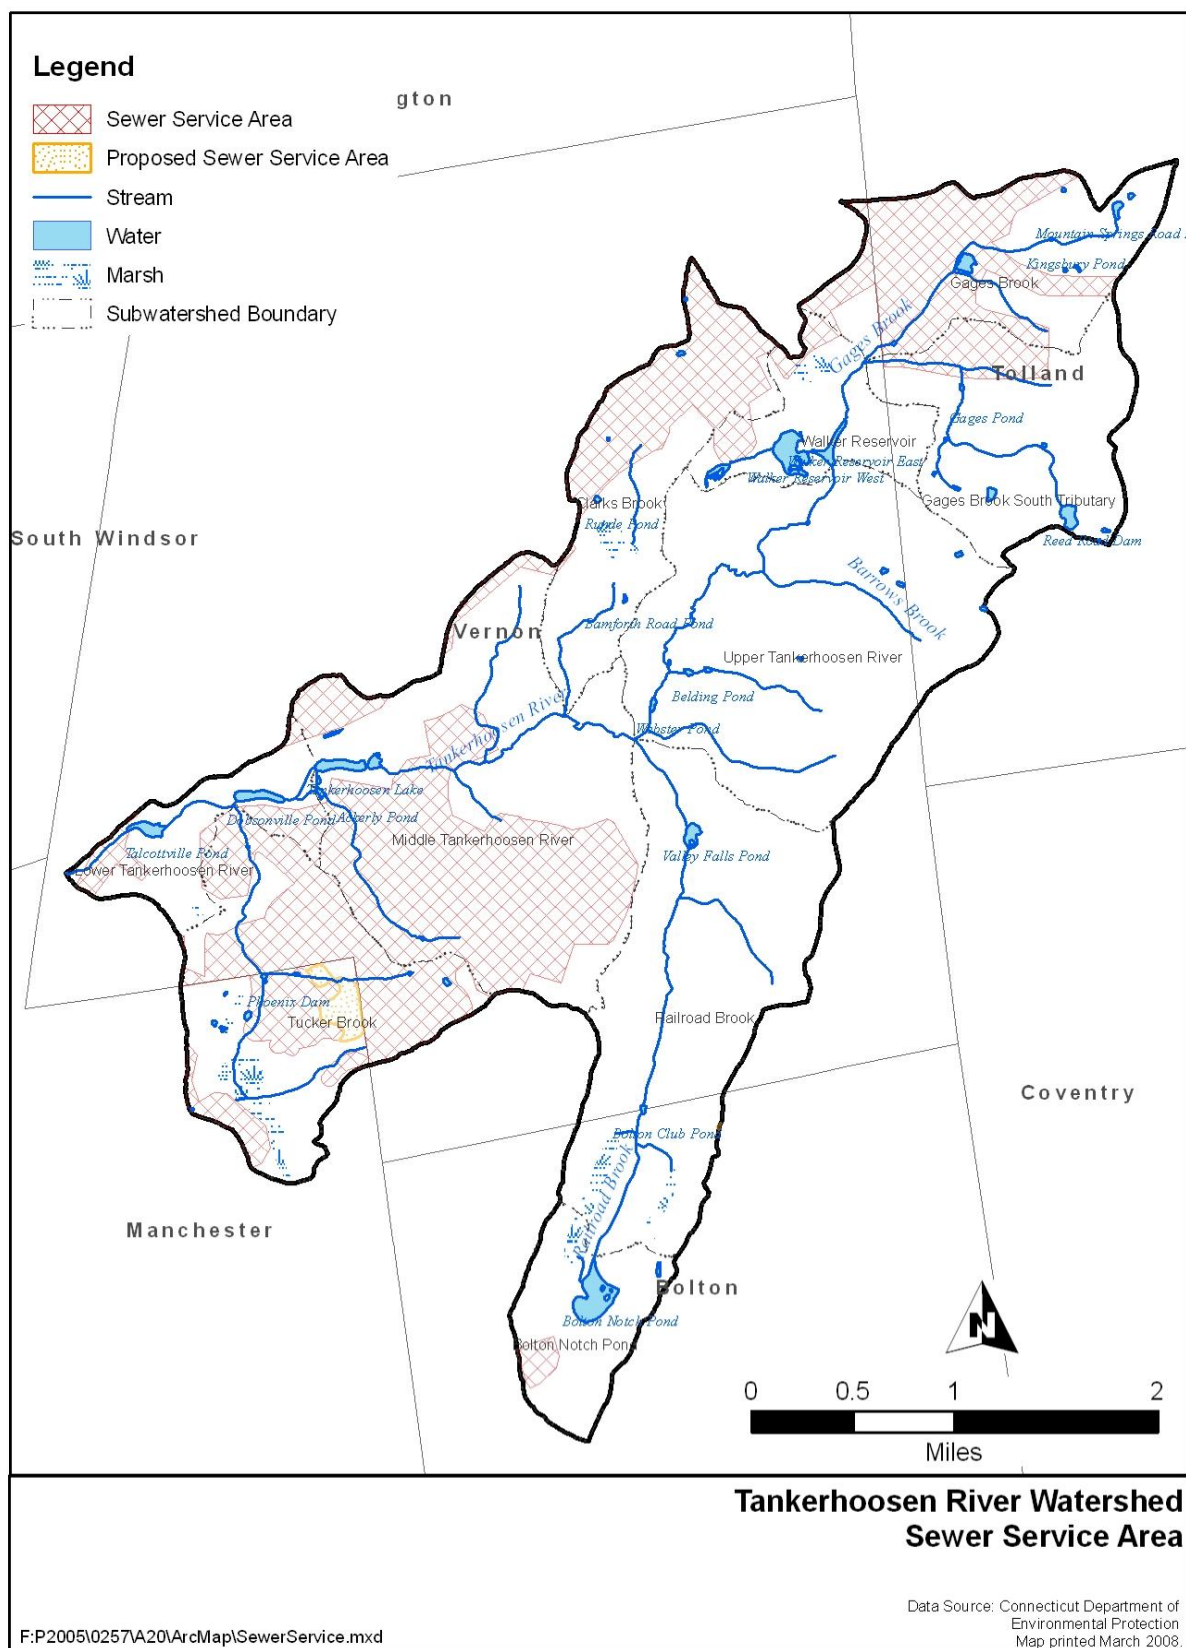 Legend
gton
Sewer Service Area
Proposed Sewer Service Area
Stream
Water
Marsh
Subwatershed Boundary
Mountain Springs Road
Kingsbury Pond
Gages Brook
Gages Brook
Tolland
Gages Pond
Walker Reservoir
Walker Reservoir East
Walker Reservoir West
Clarks Brook
Gages Brook South Tributary
Ruude Pond
South Windsor
Reed Road Dam
Barrows Brook
Bamforth Road Pond
Vernon
Upper Tankerhoosen River
Belding Pond
Tankerhoosen River
Webster Pond
Tankerhoosen Lake
Dobsonville Pond
Ackerly Pond
Middle Tankerhoosen River
Talcottville Pond
Valley Falls Pond
Lower Tankerhoosen River
Phoenix Dam
Tucker Brook
Railroad Brook
Coventry
Bolton Club Pond
Railroad Brook
Manchester
Bolton
Bolton Notch Pond
Bolton Notch Pond
N
0 0.5 1 2
Miles
Tankerhoosen River Watershed
Sewer Service Area
Data Source: Connecticut Department of
Environmental Protection
Map printed March 2008
F:P2005\0257\A20\ArcMap\SewerService.mxd